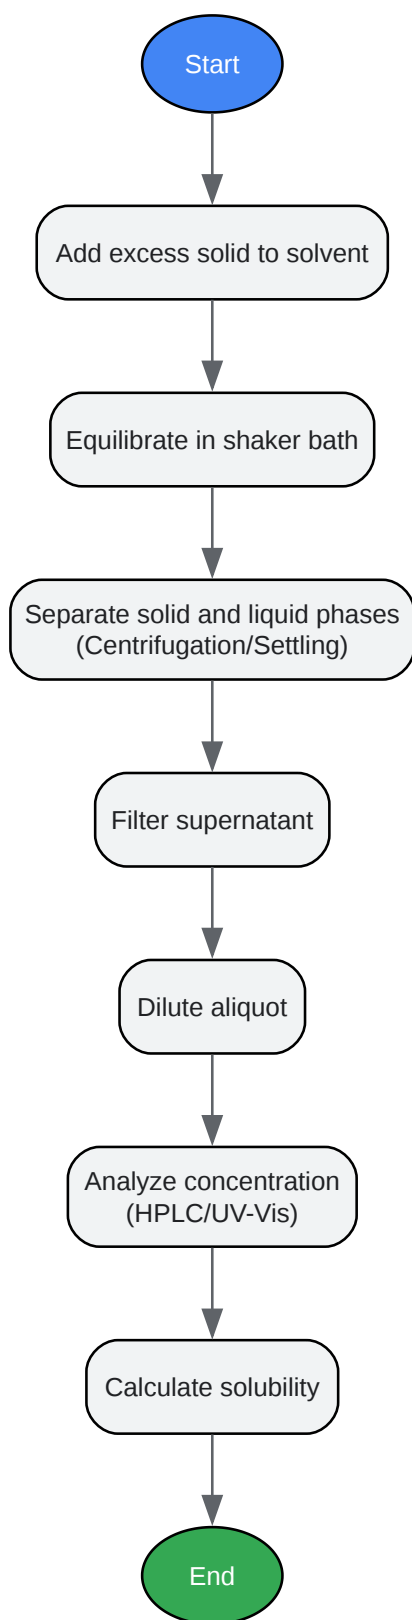 Start
Add excess solid to solvent
Equilibrate in shaker bath
Separate solid and liquid phases
(Centrifugation/Settling)
Filter supernatant
Dilute aliquot
Analyze concentration
(HPLC/UV-Vis)
Calculate solubility
End